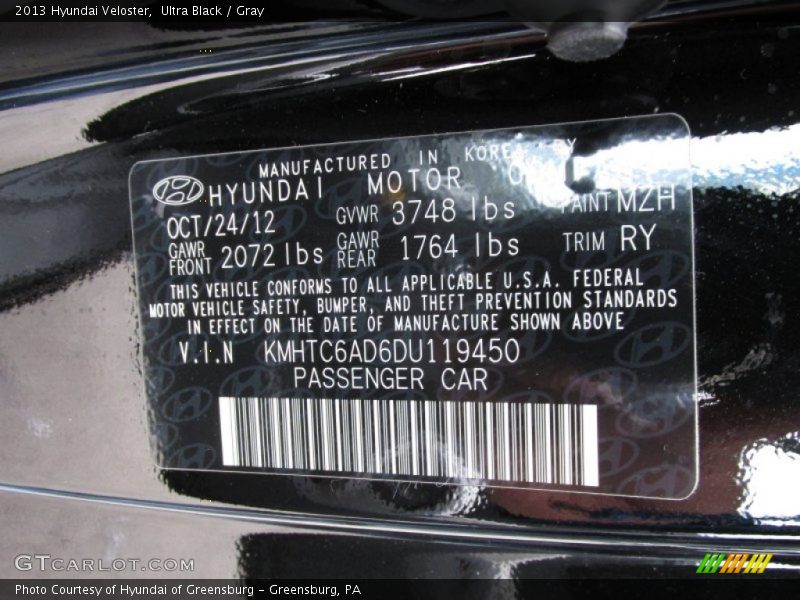 2013 Hyundai Veloster, Ultra Black / Gray
MANUFACTURED IN KOREA BY
HYUNDAI MOTOR
OCT/24/12 GVWR 3748 lbs PAINT MZH
GAWR FRONT 2072 lbs GAWR REAR 1764 lbs TRIM RY
THIS VEHICLE CONFORMS TO ALL APPLICABLE U.S.A. FEDERAL
MOTOR VEHICLE SAFETY, BUMPER, AND THEFT PREVENTION STANDARDS
IN EFFECT ON THE DATE OF MANUFACTURE SHOWN ABOVE
V.I.N KMHTC6AD6DU119450
PASSENGER CAR
GTCARLOT.COM
Photo Courtesy of Hyundai of Greensburg - Greensburg, PA